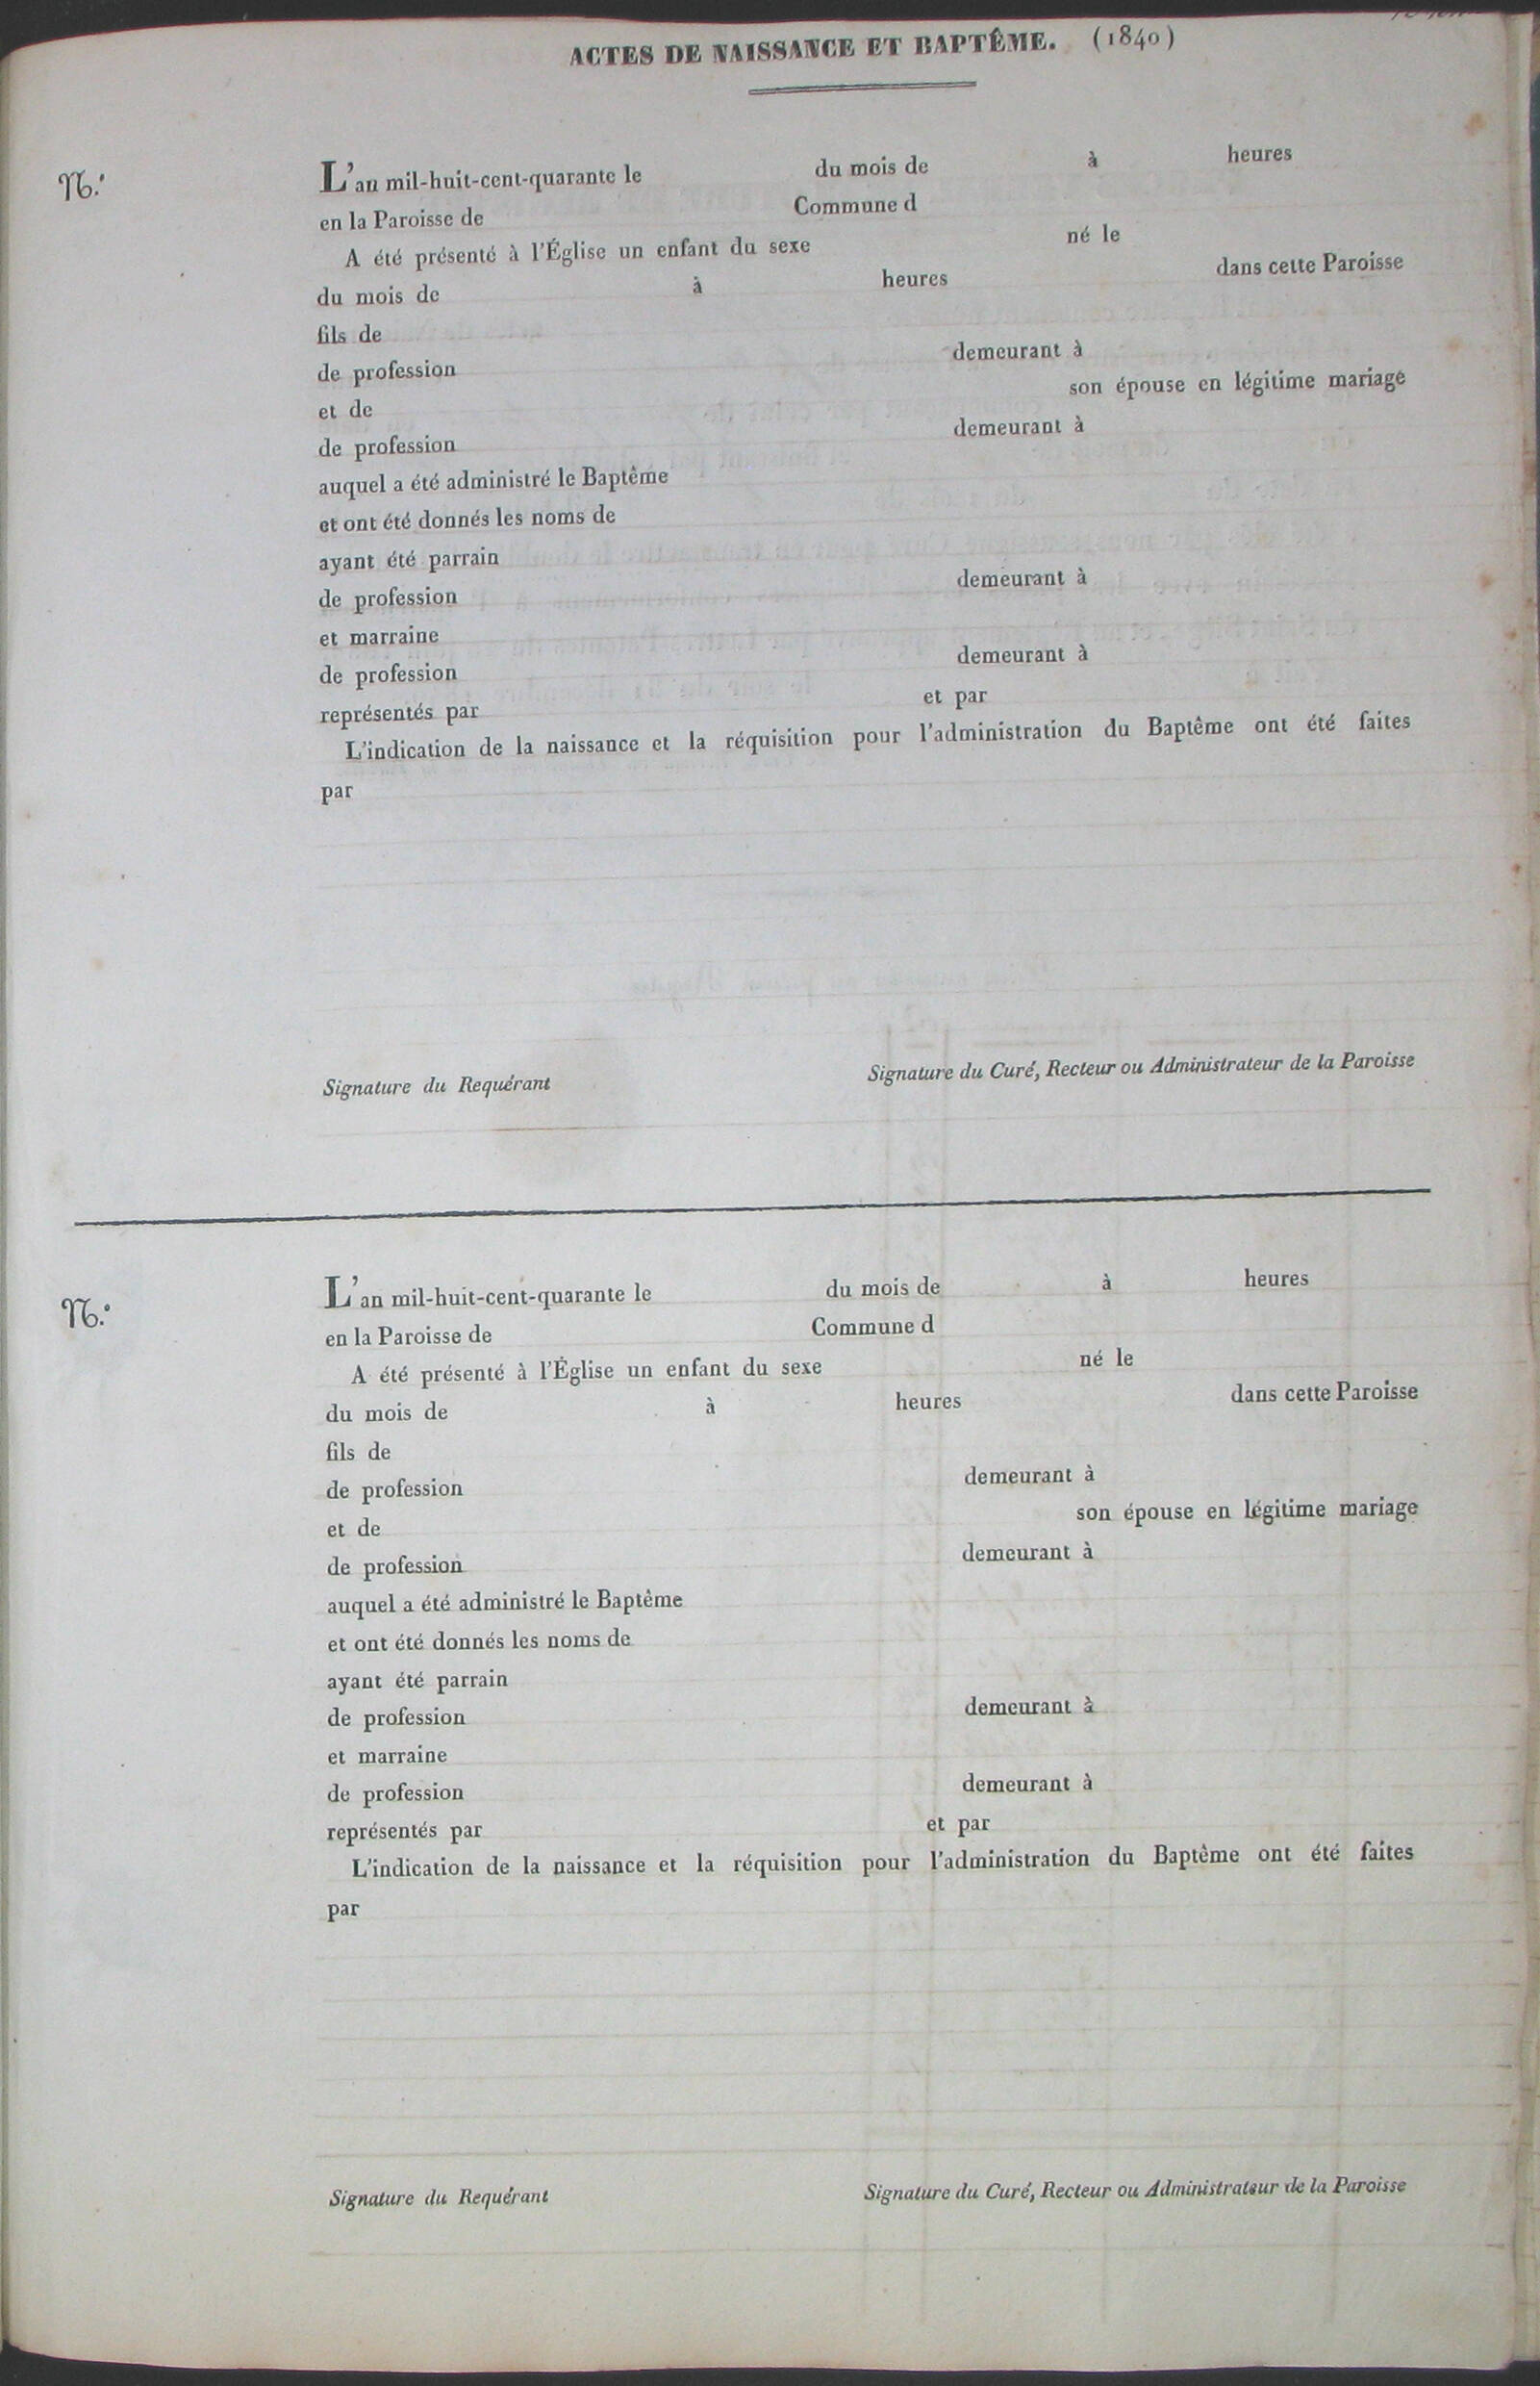 ACTES DE NAISSANCE ET BAPTÊME. (1840)
N.º
L'an mil-huit-cent-quarante le du mois de à heures
en la Paroisse de Commune d
A été présenté à l'Église un enfant du sexe né le
du mois de à heures dans cette Paroisse
fils de
de profession demeurant à
et de son épouse en légitime mariage
de profession demeurant à
auquel a été administré le Baptême
et ont été donnés les noms de
ayant été parrain
de profession demeurant à
et marraine
de profession demeurant à
représentés par et par
L'indication de la naissance et la réquisition pour l'administration du Baptême ont été faites
par
Signature du Requérant Signature du Curé, Recteur ou Administrateur de la Paroisse
N.º
L'an mil-huit-cent-quarante le du mois de à heures
en la Paroisse de Commune d
A été présenté à l'Église un enfant du sexe né le
du mois de à heures dans cette Paroisse
fils de
de profession demeurant à
et de son épouse en légitime mariage
de profession demeurant à
auquel a été administré le Baptême
et ont été donnés les noms de
ayant été parrain
de profession demeurant à
et marraine
de profession demeurant à
représentés par et par
L'indication de la naissance et la réquisition pour l'administration du Baptême ont été faites
par
Signature du Requérant Signature du Curé, Recteur ou Administrateur de la Paroisse